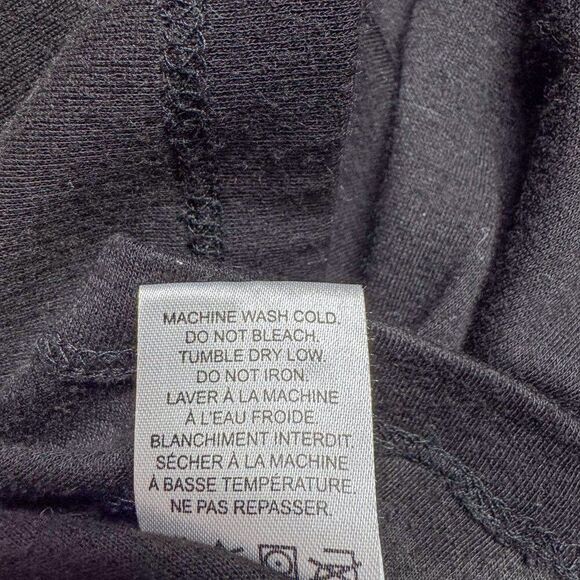 MACHINE WASH COLD.
DO NOT BLEACH.
TUMBLE DRY LOW.
DO NOT IRON.
LAVER À LA MACHINE
À L'EAU FROIDE.
BLANCHIMENT INTERDIT.
SÉCHER À LA MACHINE
À BASSE TEMPÉRATURE
NE PAS REPASSER.